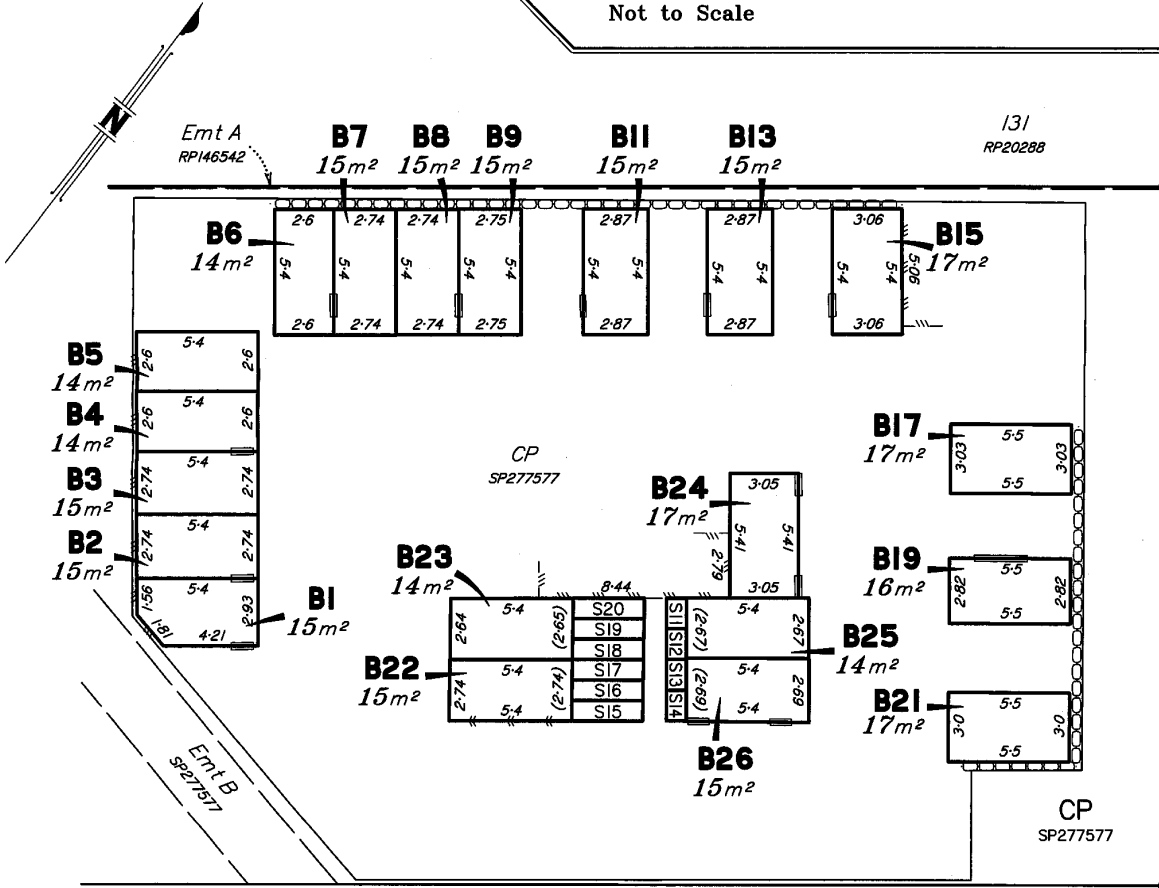 Not to Scale
N
Emt A
RP146542
B7
15m²
B8
15m²
B9
15m²
B11
15m²
B13
15m²
131
RP20288
2·6
2·74
2·74
2·75
2·87
2·87
3·06
B6
14m²
5·4
5·4
5·4
5·4
5·4
5·4
5·4
5·4
5·4
5·4
5·4
B15
17m²
5·06
2·6
2·74
2·74
2·75
2·87
2·87
3·06
B5
14m²
5·4
2·6
2·6
B4
14m²
5·4
2·6
2·6
B3
15m²
5·4
2·74
2·74
B2
15m²
5·4
2·74
2·74
B1
15m²
5·4
1·56
1·81
4·21
2·93
CP
SP277577
B17
17m²
5·5
3·03
3·03
5·5
B24
17m²
3·05
5·41
5·41
2·79
3·05
B19
16m²
5·5
2·82
2·82
5·5
B23
14m²
5·4
2·64
(2·65)
8·44
S20
S19
S18
S17
S16
S15
B22
15m²
5·4
2·74
(2·74)
5·4
S11
S12
S13
S14
5·4
(2·67)
2·67
B25
14m²
5·4
(2·69)
2·69
5·4
B26
15m²
B21
17m²
5·5
3·0
3·0
5·5
Emt B
SP277577
CP
SP277577